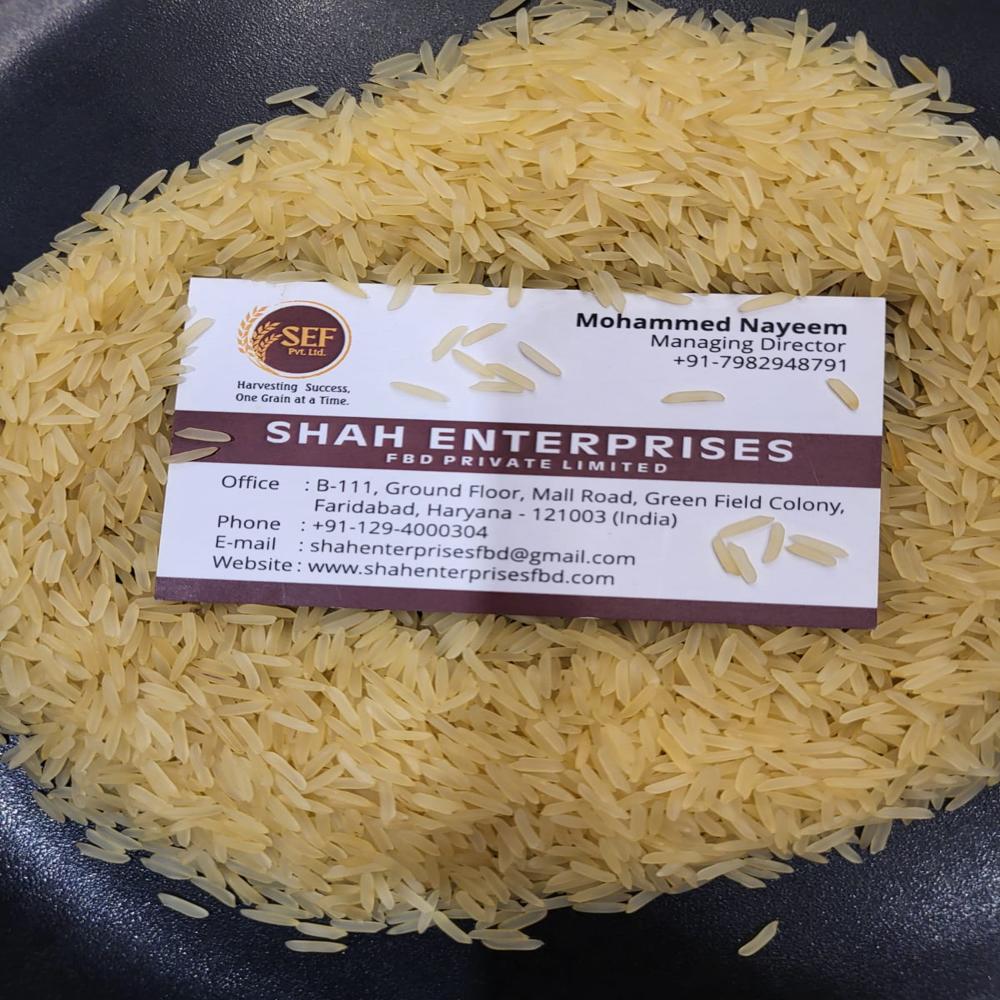 SEF
Pvt. Ltd.
Harvesting Success,
One Grain at a Time.
Mohammed Nayeem
Managing Director
+91-7982948791
SHAH ENTERPRISES
FBD PRIVATE LIMITED
Office : B-111, Ground Floor, Mall Road, Green Field Colony,
Faridabad, Haryana - 121003 (India)
Phone : +91-129-4000304
E-mail : shahenterprisesfbd@gmail.com
Website : www.shahenterprisesfbd.com